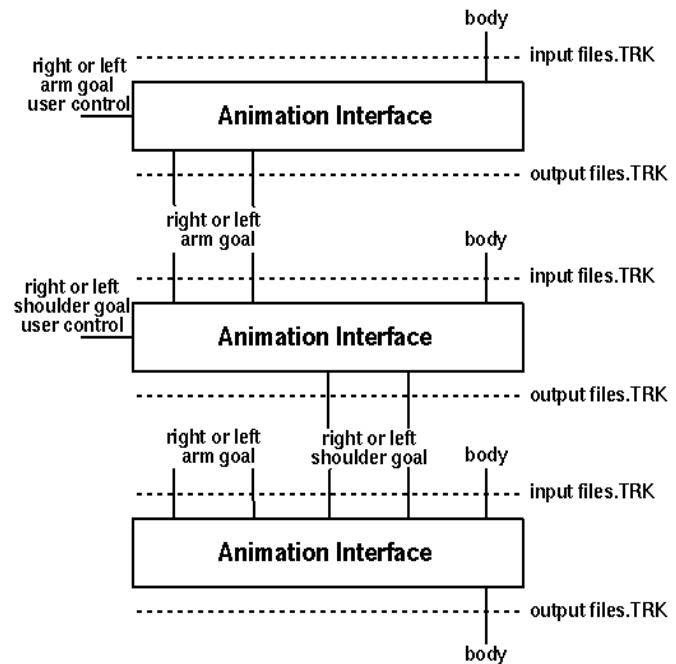 body
input files.TRK
right or left
arm goal
user control
Animation Interface
output files.TRK
right or left
arm goal
body
input files.TRK
right or left
shoulder goal
user control
Animation Interface
output files.TRK
right or left
arm goal
right or left
shoulder goal
body
input files.TRK
Animation Interface
output files.TRK
body